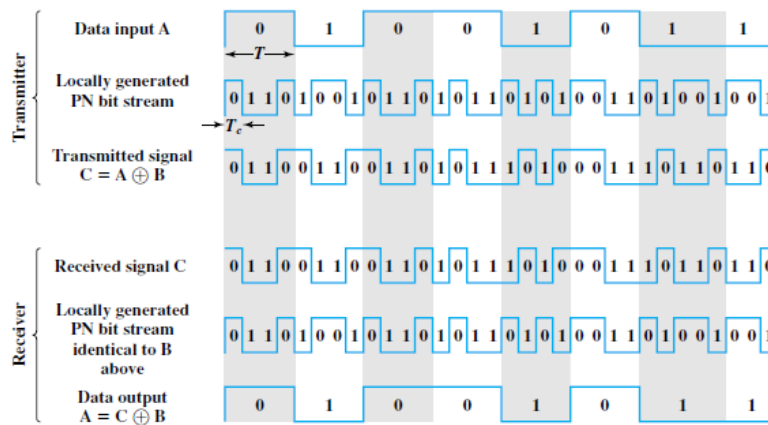 Transmitter
Data input A
0 1 0 0 1 0 1 1
T
Locally generated
PN bit stream
0 1 1 0 1 0 0 1 0 1 1 0 1 0 1 1 0 1 0 1 0 0 1 1 0 1 0 0 1 0 0 1
Tc
Transmitted signal
C = A ⊕ B
0 1 1 0 0 1 1 0 0 1 1 0 1 0 1 1 1 0 1 0 0 0 1 1 1 0 1 1 0 1 1 0
Receiver
Received signal C
0 1 1 0 0 1 1 0 0 1 1 0 1 0 1 1 1 0 1 0 0 0 1 1 1 0 1 1 0 1 1 0
Locally generated
PN bit stream
identical to B
above
0 1 1 0 1 0 0 1 0 1 1 0 1 0 1 1 0 1 0 1 0 0 1 1 0 1 0 0 1 0 0 1
Data output
A = C ⊕ B
0 1 0 0 1 0 1 1